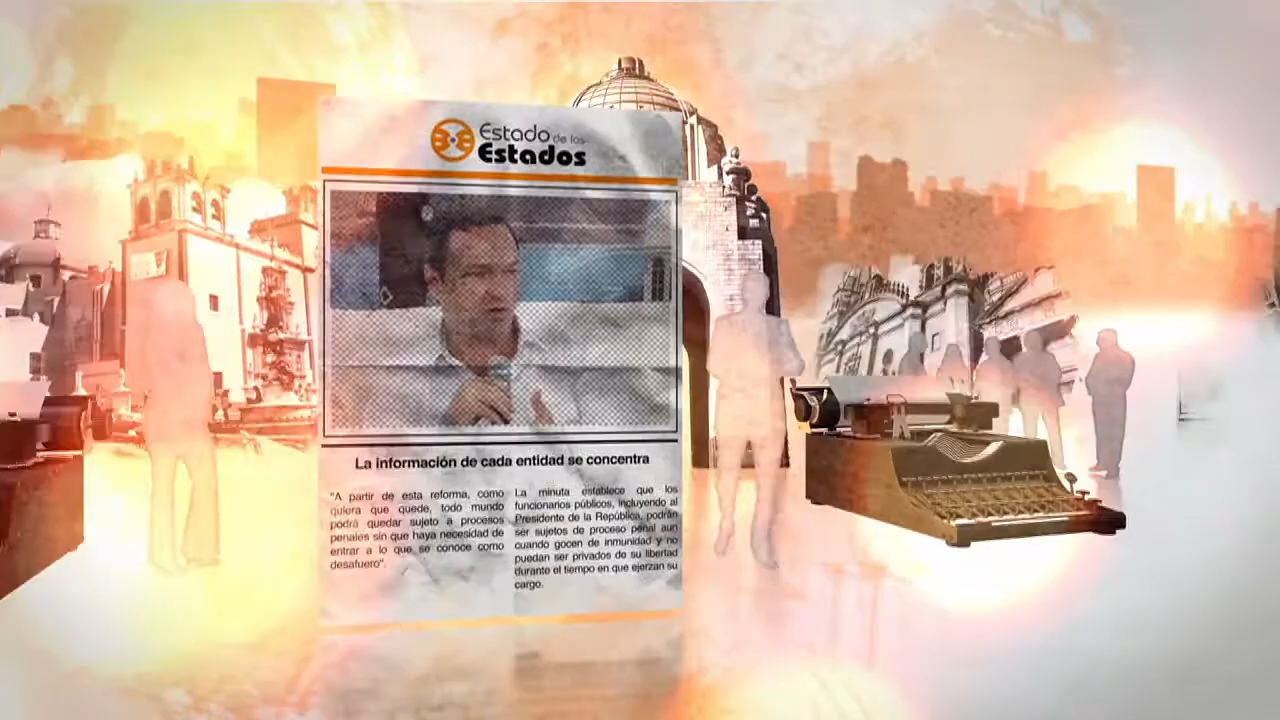 Estado de los
Estados
La información de cada entidad se concentra
"A partir de esta reforma, como
quiera que quede, todo mundo
podrá quedar sujeto a procesos
penales sin que haya necesidad de
entrar a lo que se conoce como
desafuero".
La minuta establece que los
funcionarios públicos, incluyendo al
Presidente de la República, podrán
ser sujetos de proceso penal aun
cuando gocen de inmunidad y no
puedan ser privados de su libertad
durante el tiempo en que ejerzan su
cargo.